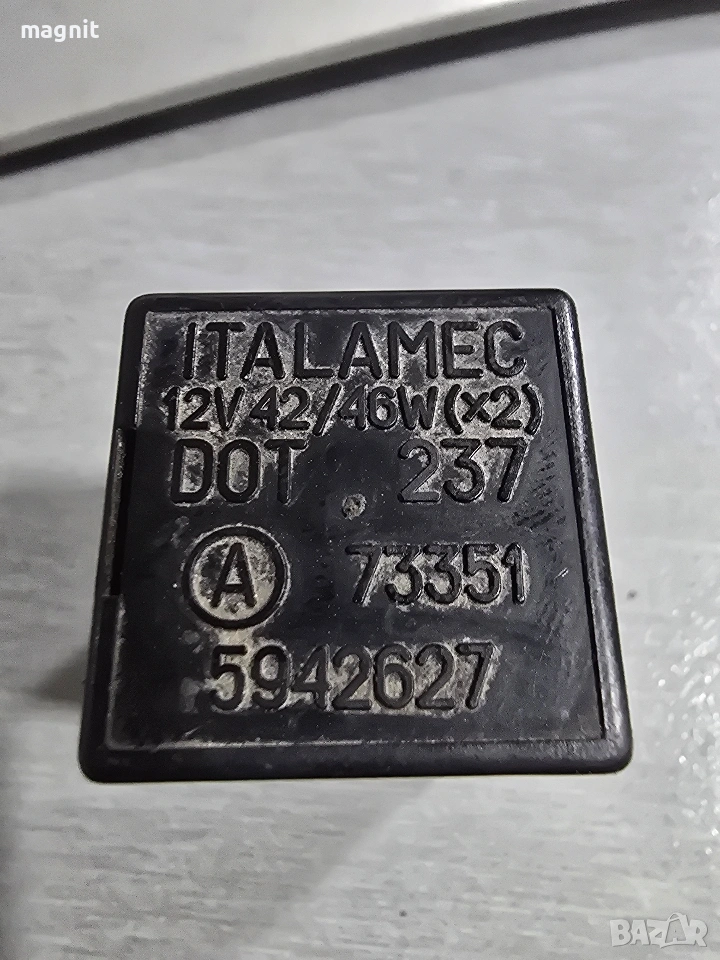 magnit
ITALAMEC
12V 42/46W (x2)
DOT 237
A 73351
5942627
BAZAR